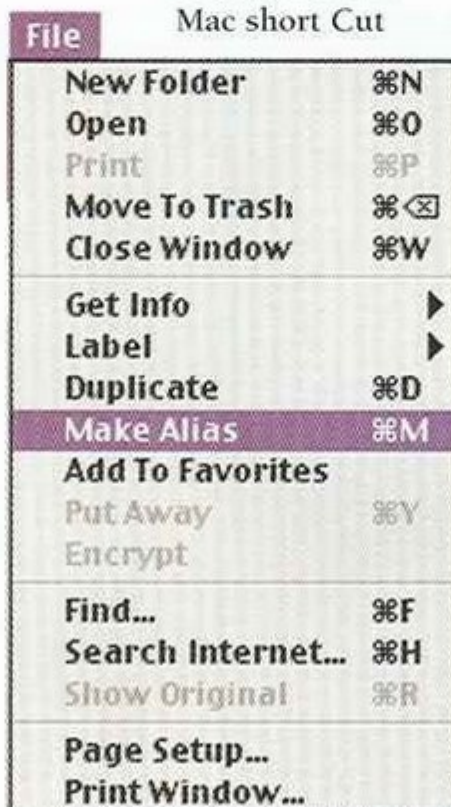 Mac short Cut
File
New Folder ⌘N
Open ⌘O
Print ⌘P
Move To Trash ⌘⌫
Close Window ⌘W
Get Info ▶
Label ▶
Duplicate ⌘D
Make Alias ⌘M
Add To Favorites
Put Away ⌘Y
Encrypt
Find... ⌘F
Search Internet... ⌘H
Show Original ⌘R
Page Setup...
Print Window...